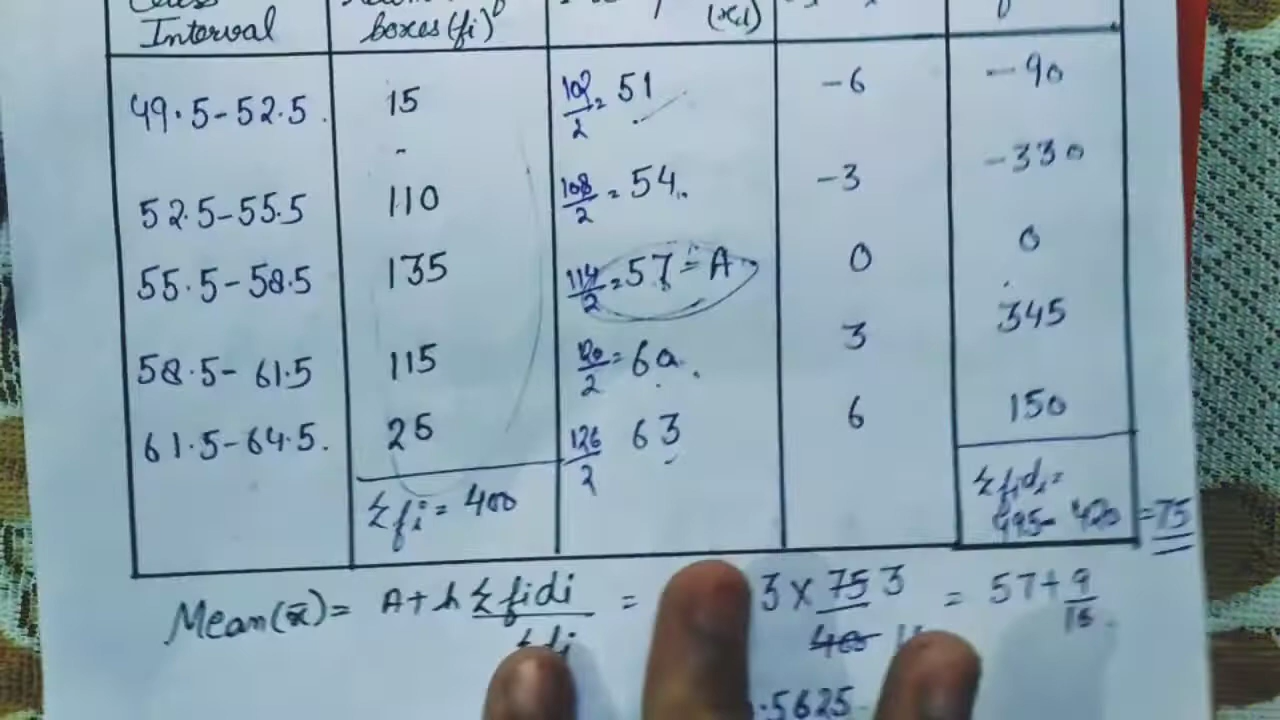 Interval boxes (fi) (xi)
49.5-52.5. 15 102/2 = 51 -6 -90
52.5-55.5 110 108/2 = 54. -3 -330
55.5-58.5 135 114/2 = 57 = A 0 0
58.5-61.5 115 120/2 = 60. 3 345
61.5-64.5. 25 126/2 63 6 150
Σfi = 400 Σfidi =
495- 420 = 75
Mean (x̄) = A + h Σfidi = 3 × 75 3 = 57 + 9
400 16
.5625